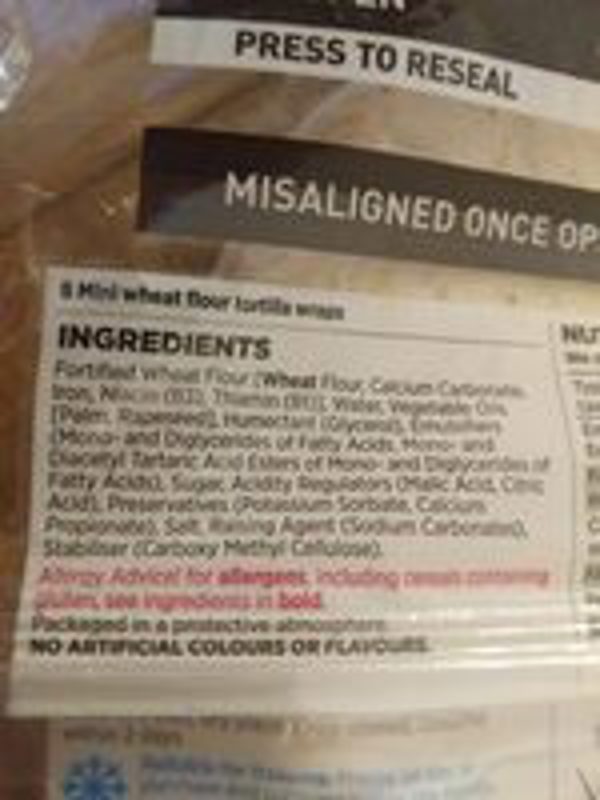 PRESS TO RESEAL
MISALIGNED ONCE OP
8 Mini wheat flour tortilla wraps
INGREDIENTS
Fortified Wheat Flour (Wheat Flour, Calcium Carbonate,
Iron, Niacin (B3), Thiamin (B1)), Water, Vegetable Oils
(Palm, Rapeseed), Humectant (Glycerol), Emulsifiers
(Mono- and Diglycerides of Fatty Acids, Mono- and
Diacetyl Tartaric Acid Esters of Mono- and Diglycerides of
Fatty Acids), Sugar, Acidity Regulators (Malic Acid, Citric
Acid), Preservatives (Potassium Sorbate, Calcium
Propionate), Salt, Raising Agent (Sodium Carbonates),
Stabiliser (Carboxy Methyl Cellulose).
Allergy Advice! for allergens, including cereals containing
gluten, see ingredients in bold.
Packaged in a protective atmosphere.
NO ARTIFICIAL COLOURS OR FLAVOURS.
NUT